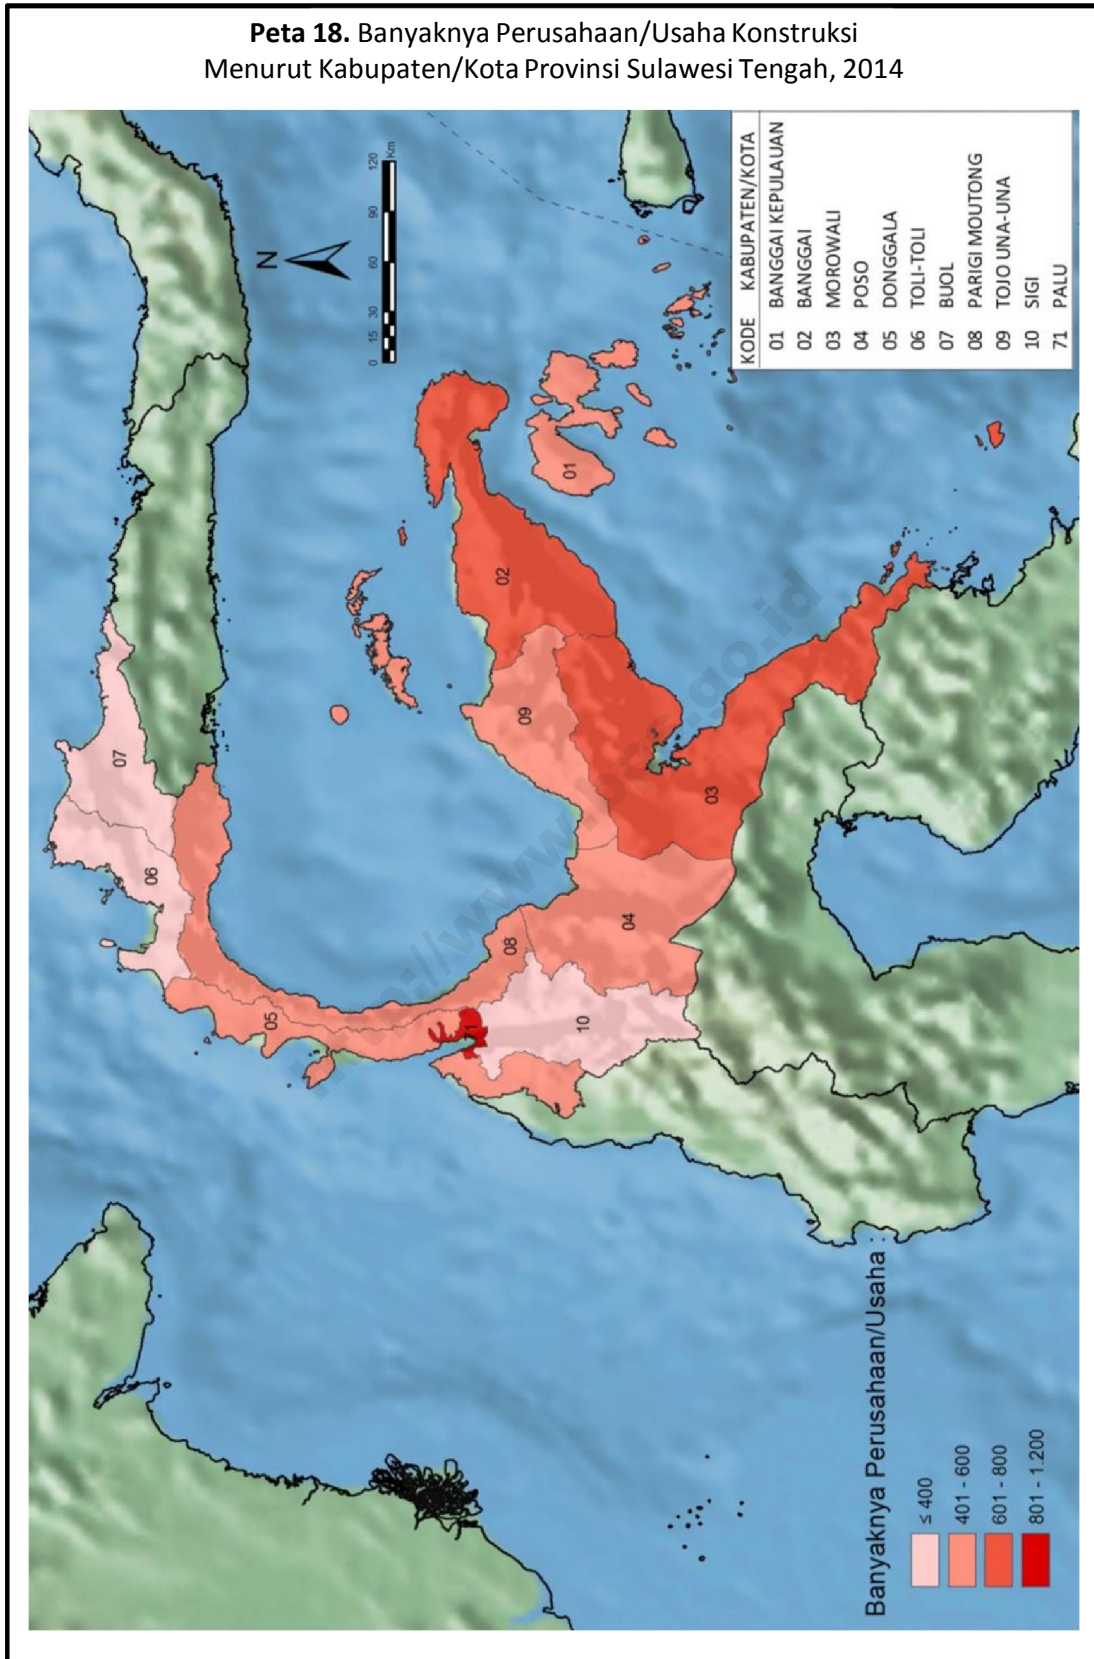 Peta 18. Banyaknya Perusahaan/Usaha Konstruksi
Menurut Kabupaten/Kota Provinsi Sulawesi Tengah, 2014
N
0 15 30 60 90 120
Km
KODE KABUPATEN/KOTA
01 BANGGAI KEPULAUAN
02 BANGGAI
03 MOROWALI
04 POSO
05 DONGGALA
06 TOLI-TOLI
07 BUOL
08 PARIGI MOUTONG
09 TOJO UNA-UNA
10 SIGI
71 PALU
07
06
05
08
71
10
04
09
03
02
01
Banyaknya Perusahaan/Usaha :
≤ 400
401 - 600
601 - 800
801 - 1.200